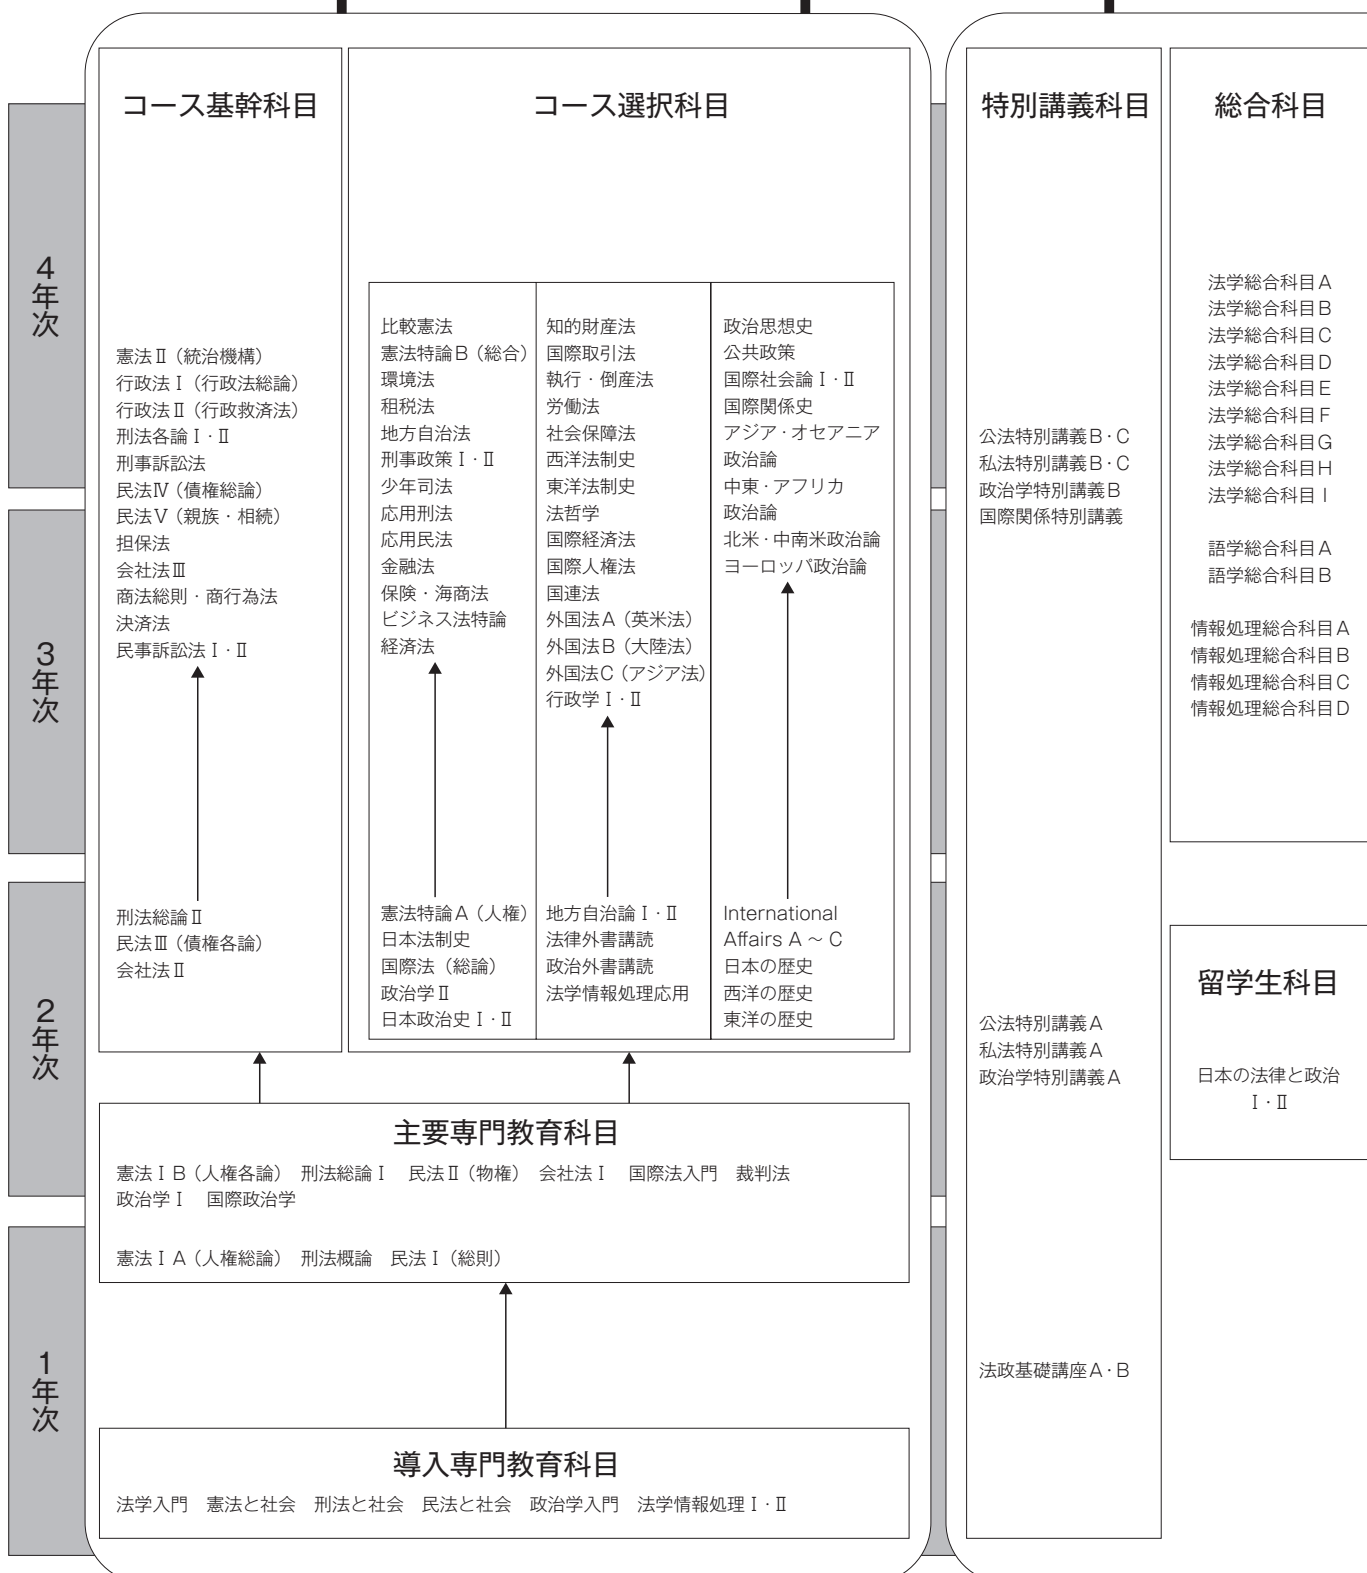 4年次
3年次
2年次
1年次
コース基幹科目
憲法Ⅱ（統治機構）
行政法Ⅰ（行政法総論）
行政法Ⅱ（行政救済法）
刑法各論Ⅰ・Ⅱ
刑事訴訟法
民法Ⅳ（債権総論）
民法Ⅴ（親族・相続）
担保法
会社法Ⅲ
商法総則・商行為法
決済法
民事訴訟法Ⅰ・Ⅱ
刑法総論Ⅱ
民法Ⅲ（債権各論）
会社法Ⅱ
コース選択科目
比較憲法
憲法特論B（総合）
環境法
租税法
地方自治法
刑事政策Ⅰ・Ⅱ
少年司法
応用刑法
応用民法
金融法
保険・海商法
ビジネス法特論
経済法
憲法特論A（人権）
日本法制史
国際法（総論）
政治学Ⅱ
日本政治史Ⅰ・Ⅱ
知的財産法
国際取引法
執行・倒産法
労働法
社会保障法
西洋法制史
東洋法制史
法哲学
国際経済法
国際人権法
国連法
外国法A（英米法）
外国法B（大陸法）
外国法C（アジア法）
行政学Ⅰ・Ⅱ
地方自治論Ⅰ・Ⅱ
法律外書講読
政治外書講読
法学情報処理応用
政治思想史
公共政策
国際社会論Ⅰ・Ⅱ
国際関係史
アジア・オセアニア
政治論
中東・アフリカ
政治論
北米・中南米政治論
ヨーロッパ政治論
International
Affairs A～C
日本の歴史
西洋の歴史
東洋の歴史
主要専門教育科目
憲法ⅠB（人権各論）　刑法総論Ⅰ　民法Ⅱ（物権）　会社法Ⅰ　国際法入門　裁判法
政治学Ⅰ　国際政治学
憲法ⅠA（人権総論）　刑法概論　民法Ⅰ（総則）
導入専門教育科目
法学入門　憲法と社会　刑法と社会　民法と社会　政治学入門　法学情報処理Ⅰ・Ⅱ
特別講義科目
公法特別講義B・C
私法特別講義B・C
政治学特別講義B
国際関係特別講義
公法特別講義A
私法特別講義A
政治学特別講義A
法政基礎講座A・B
総合科目
法学総合科目A
法学総合科目B
法学総合科目C
法学総合科目D
法学総合科目E
法学総合科目F
法学総合科目G
法学総合科目H
法学総合科目I
語学総合科目A
語学総合科目B
情報処理総合科目A
情報処理総合科目B
情報処理総合科目C
情報処理総合科目D
留学生科目
日本の法律と政治
Ⅰ・Ⅱ